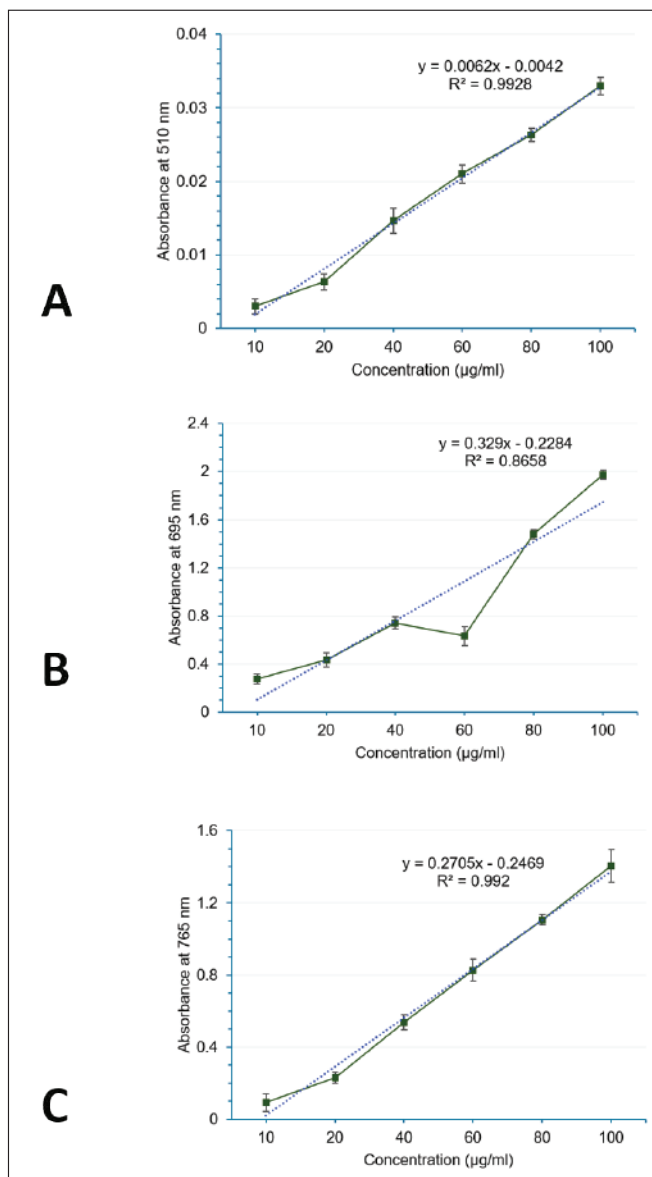 A
y = 0.0062x - 0.0042
R² = 0.9928
Absorbance at 510 nm
0.04
0.03
0.02
0.01
0
10 20 40 60 80 100
Concentration (µg/ml)
B
y = 0.329x - 0.2284
R² = 0.8658
Absorbance at 695 nm
2.4
2
1.6
1.2
0.8
0.4
0
10 20 40 60 80 100
Concentration (µg/ml)
C
y = 0.2705x - 0.2469
R² = 0.992
Absorbance at 765 nm
1.6
1.2
0.8
0.4
0
10 20 40 60 80 100
Concentration (µg/ml)